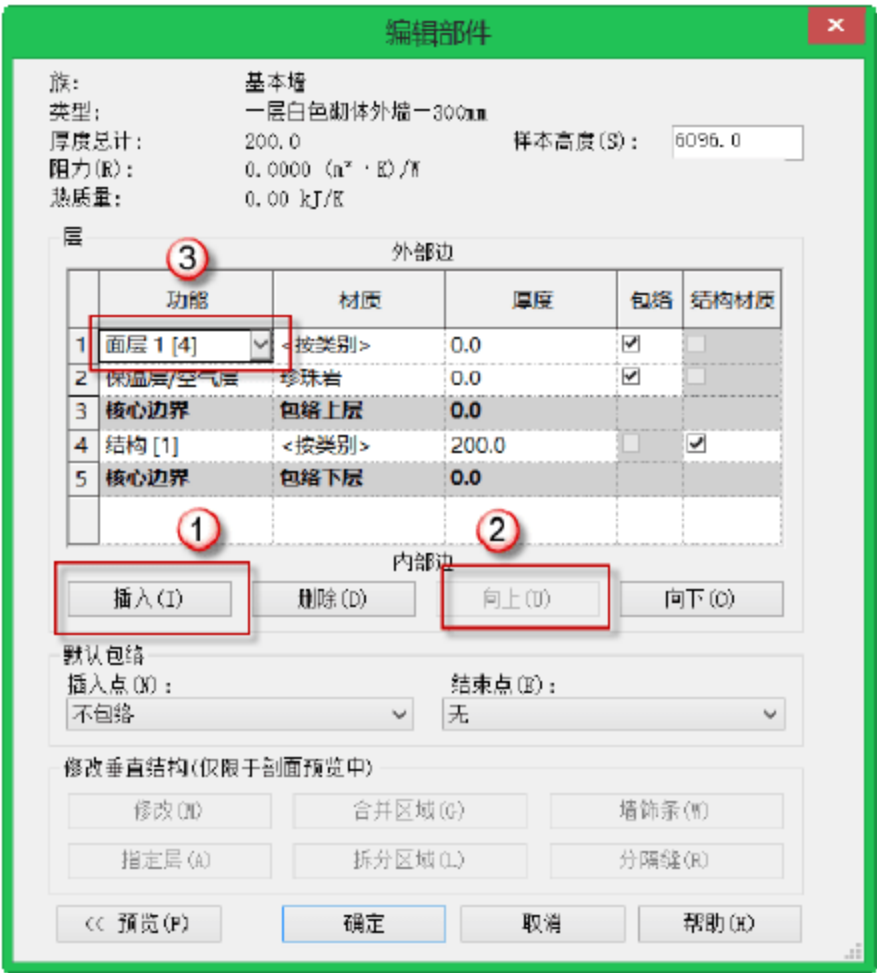 编辑部件
族: 基本墙
类型: 一层白色砌体外墙-300mm
厚度总计: 200.0 样本高度(S): 6096.0
阻力(R): 0.0000 (m²·K)/W
热质量: 0.00 kJ/K
层
③
外部边
功能 材质 厚度 包络 结构材质
1 面层 1 [4] <按类别> 0.0
2 保温层/空气层 珍珠岩 0.0
3 核心边界 包络上层 0.0
4 结构 [1] <按类别> 200.0
5 核心边界 包络下层 0.0
① ②
内部边
插入(I) 删除(D) 向上(U) 向下(O)
默认包络
插入点(N): 结束点(E):
不包络 无
修改垂直结构(仅限于剖面预览中)
修改(M) 合并区域(G) 墙饰条(W)
指定层(A) 拆分区域(L) 分隔缝(R)
<< 预览(P) 确定 取消 帮助(H)